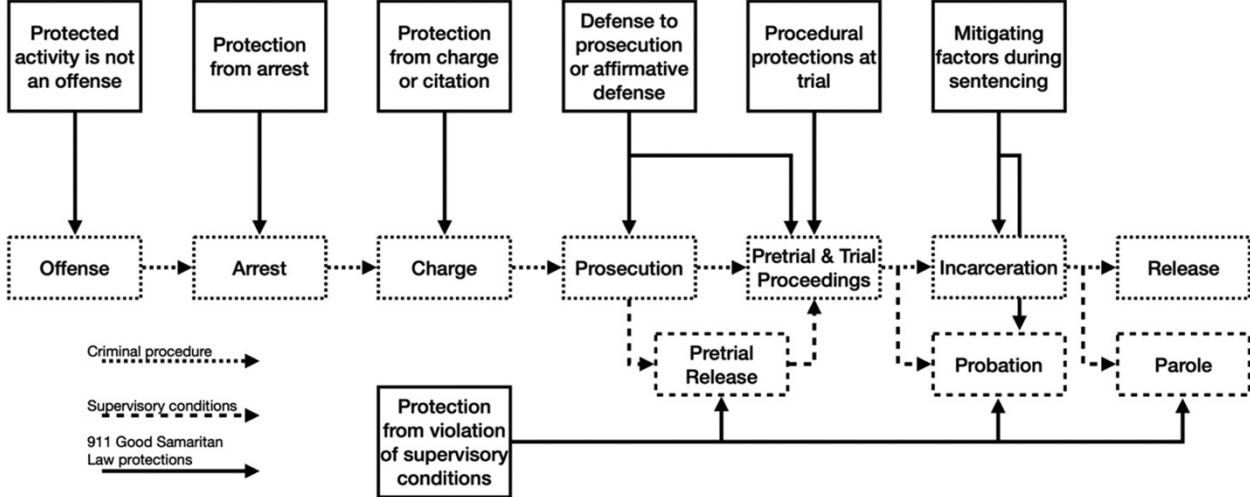 Protected
activity is not
an offense
Protection
from arrest
Protection
from charge
or citation
Defense to
prosecution
or affirmative
defense
Procedural
protections at
trial
Mitigating
factors during
sentencing
Offense
Arrest
Charge
Prosecution
Pretrial & Trial
Proceedings
Incarceration
Release
Pretrial
Release
Probation
Parole
Criminal procedure
Supervisory conditions
911 Good Samaritan
Law protections
Protection
from violation
of supervisory
conditions